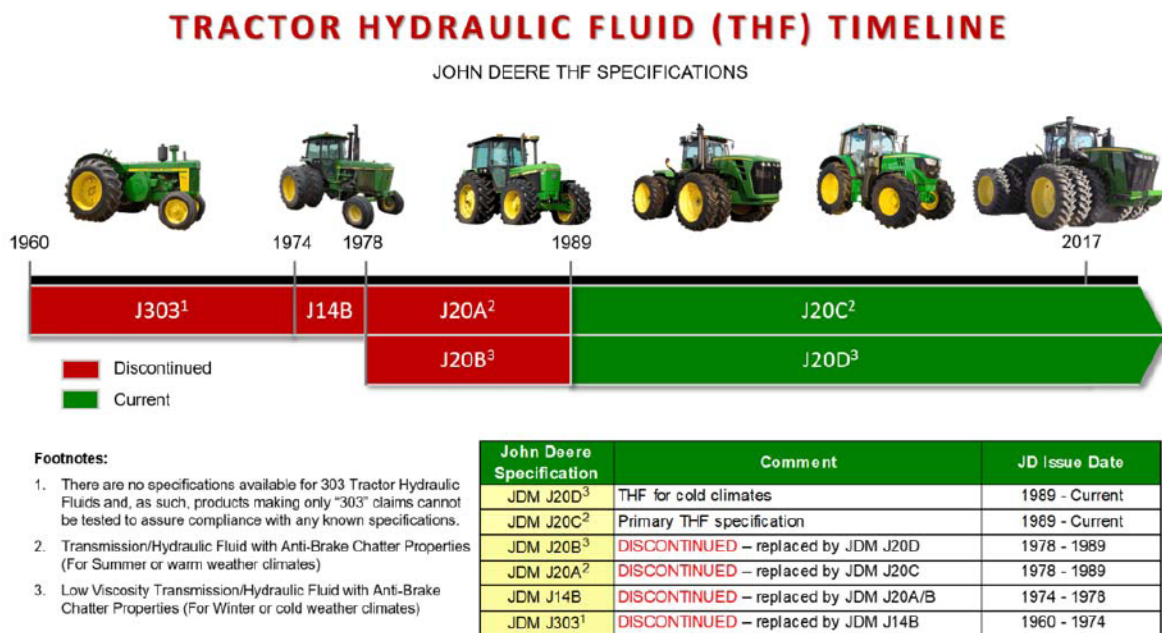 TRACTOR HYDRAULIC FLUID (THF) TIMELINE
JOHN DEERE THF SPECIFICATIONS
1960 1974 1978 1989 2017
J303¹ J14B J20A² J20C²
J20B³ J20D³
Discontinued
Current
Footnotes:
1. There are no specifications available for 303 Tractor Hydraulic
Fluids and, as such, products making only "303" claims cannot
be tested to assure compliance with any known specifications.
2. Transmission/Hydraulic Fluid with Anti-Brake Chatter Properties
(For Summer or warm weather climates)
3. Low Viscosity Transmission/Hydraulic Fluid with Anti-Brake
Chatter Properties (For Winter or cold weather climates)
John Deere
Specification Comment JD Issue Date
JDM J20D³ THF for cold climates 1989 - Current
JDM J20C² Primary THF specification 1989 - Current
JDM J20B³ DISCONTINUED – replaced by JDM J20D 1978 - 1989
JDM J20A² DISCONTINUED – replaced by JDM J20C 1978 - 1989
JDM J14B DISCONTINUED – replaced by JDM J20A/B 1974 - 1978
JDM J303¹ DISCONTINUED – replaced by JDM J14B 1960 - 1974